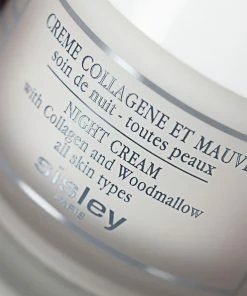 CREME COLLAGENE ET MAUV
soin de nuit - toutes peaux
NIGHT CREAM
with Collagen and Woodmallow
all skin types
sisley
PARIS